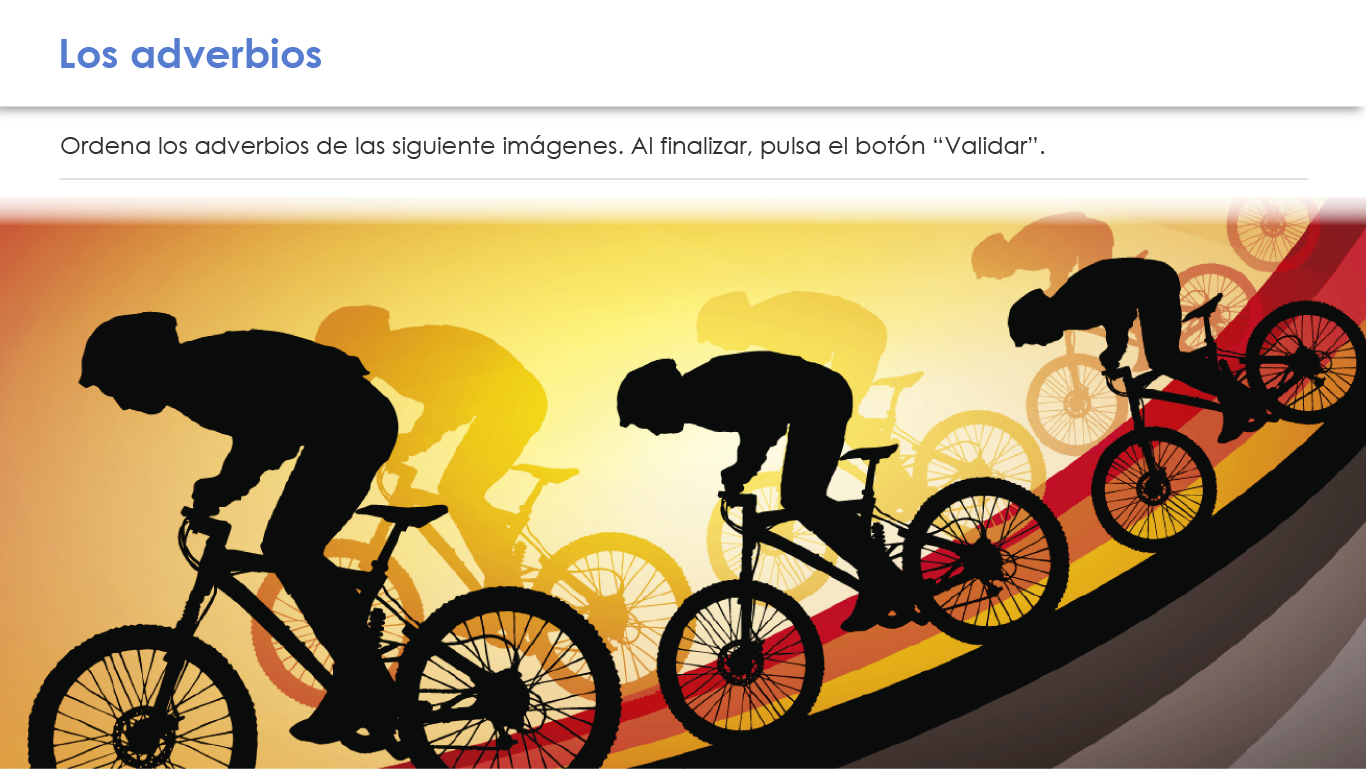 Los adverbios
Ordena los adverbios de las siguiente imágenes. Al finalizar, pulsa el botón “Validar”.